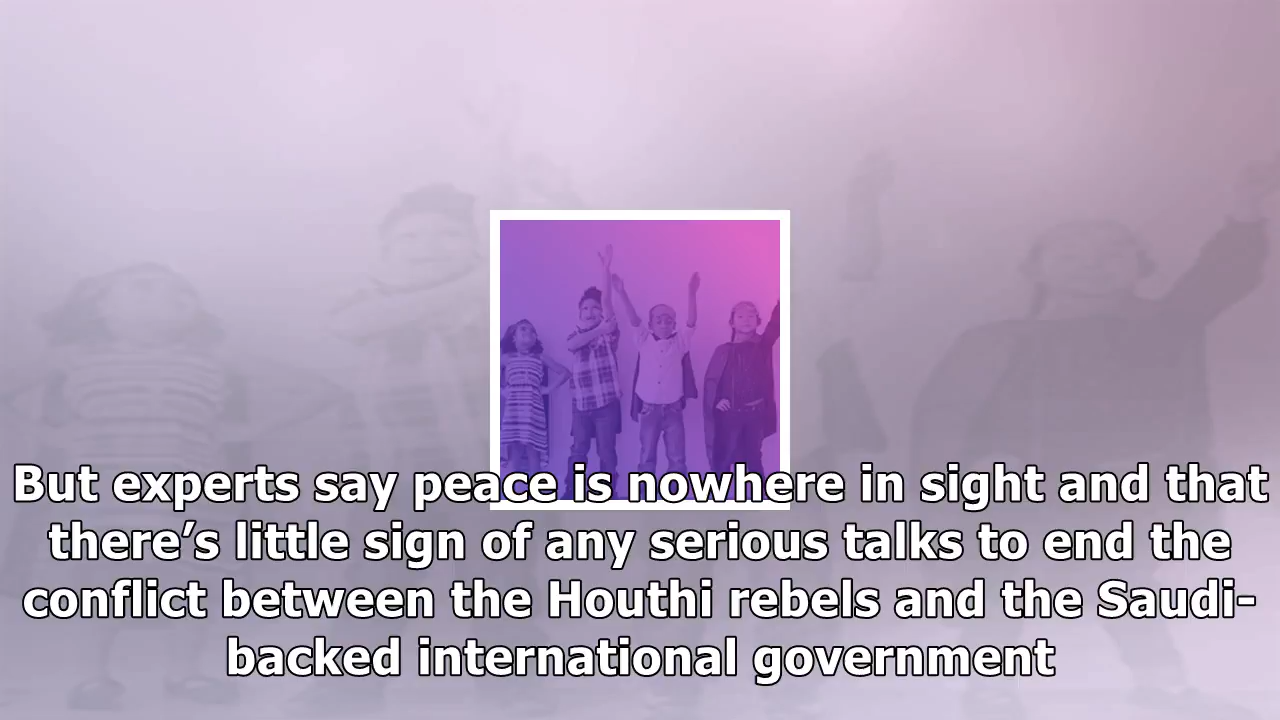 But experts say peace is nowhere in sight and that
there’s little sign of any serious talks to end the
conflict between the Houthi rebels and the Saudi-
backed international government